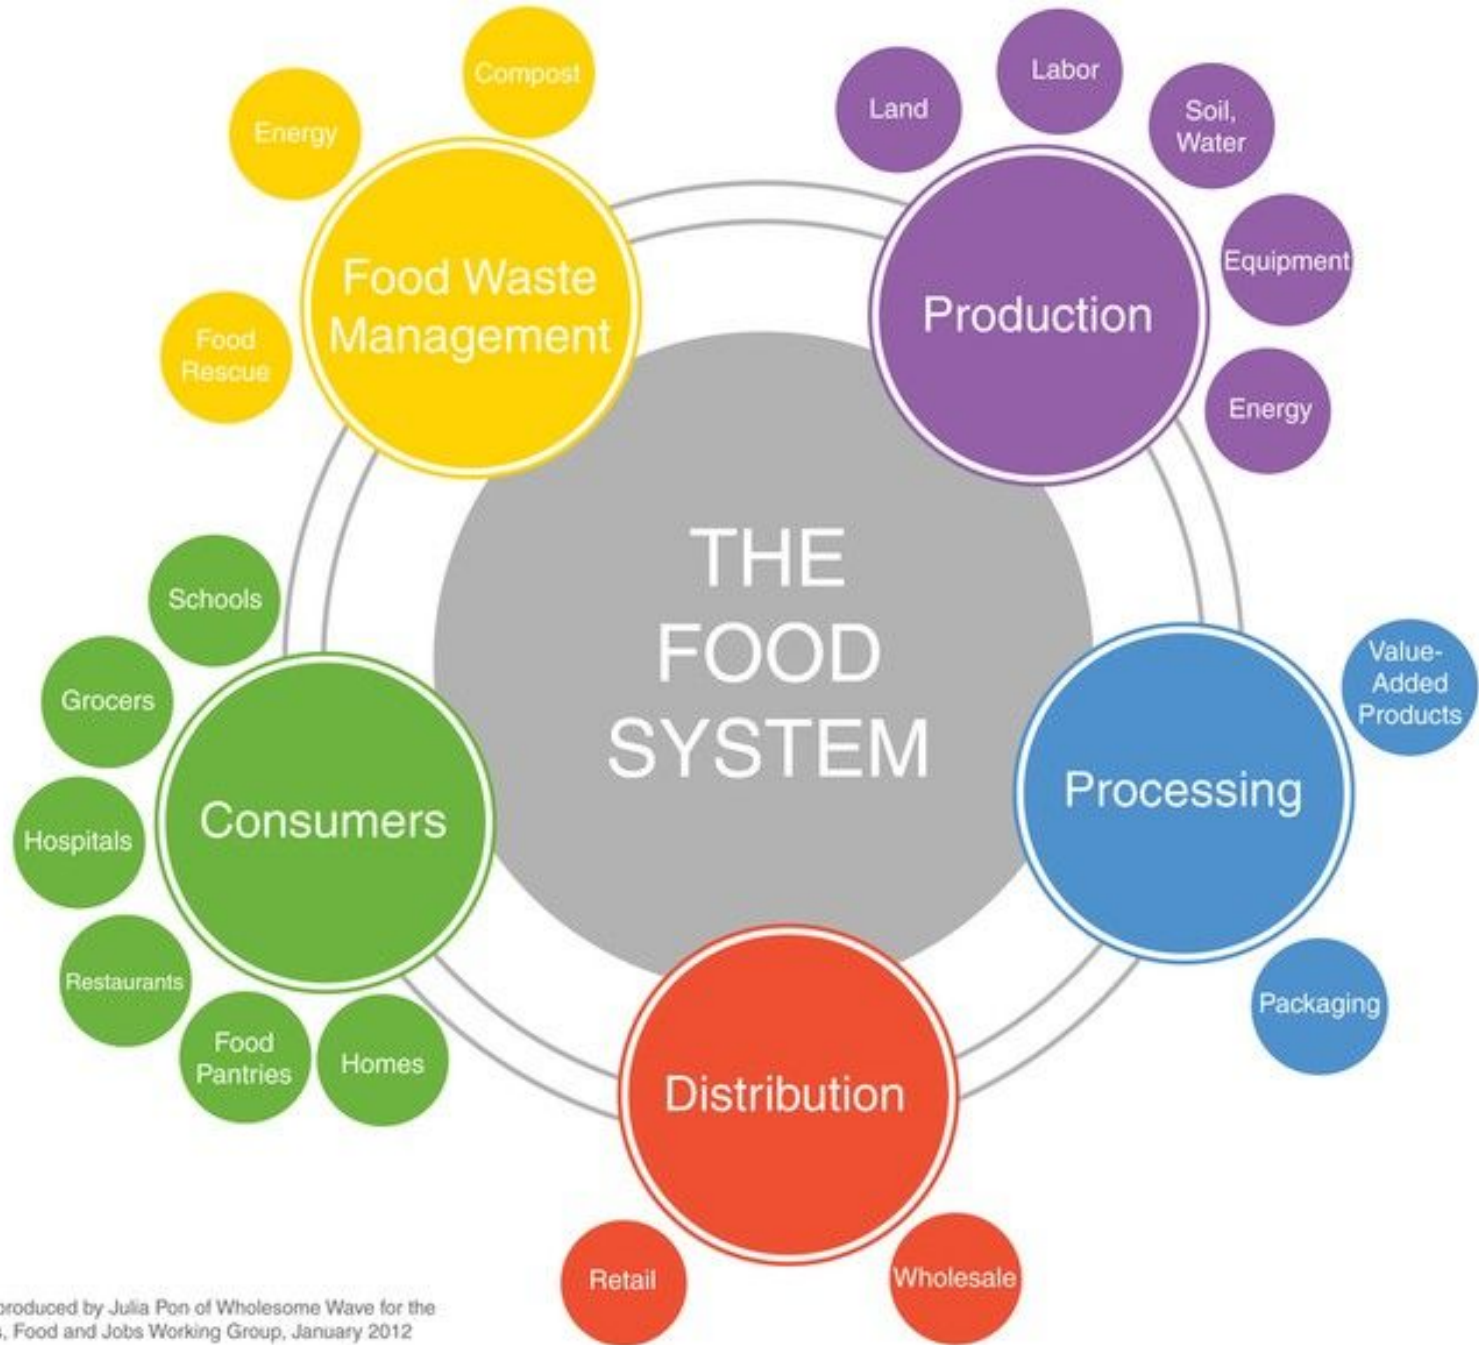 Compost
Energy
Food Waste
Management
Food
Rescue
Land
Labor
Soil,
Water
Equipment
Energy
Production
THE
FOOD
SYSTEM
Value-
Added
Products
Processing
Packaging
Distribution
Retail
Wholesale
Schools
Grocers
Hospitals
Restaurants
Food
Pantries
Homes
Consumers
produced by Julia Pon of Wholesome Wave for the
, Food and Jobs Working Group, January 2012